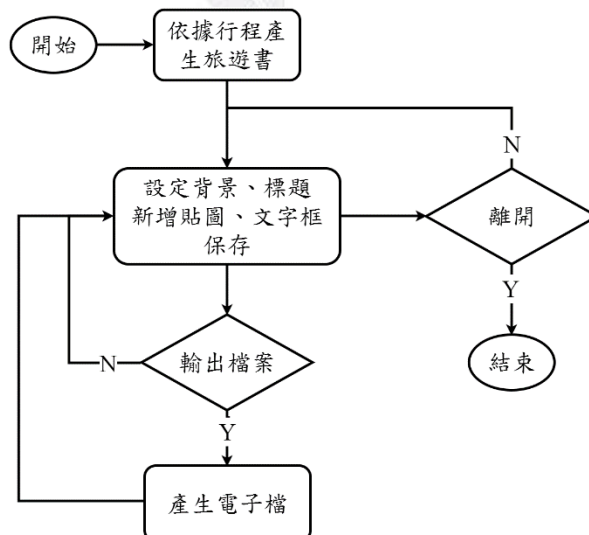 開始
依據行程產
生旅遊書
N
設定背景、標題
新增貼圖、文字框
保存
離開
Y
N
輸出檔案
結束
Y
產生電子檔